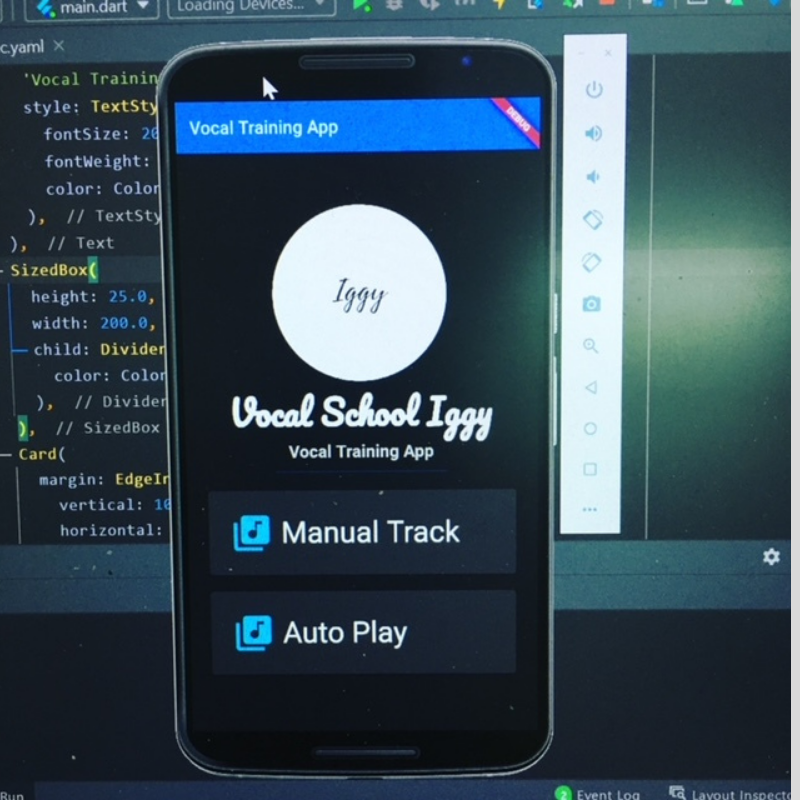 main.dart
Loading Devices...
c.yaml
'Vocal Trainin
style: TextSty
fontSize: 20
fontWeight:
color: Color
), // TextSty
), // Text
SizedBox(
height: 25.0,
width: 200.0,
child: Divider
color: Color
), // Divider
), // SizedBox
Card(
margin: EdgeIn
vertical: 10
horizontal:
Vocal Training App
DEBUG
Iggy
Vocal School Iggy
Vocal Training App
Manual Track
Auto Play
Run
2 Event Log
Layout Inspecto